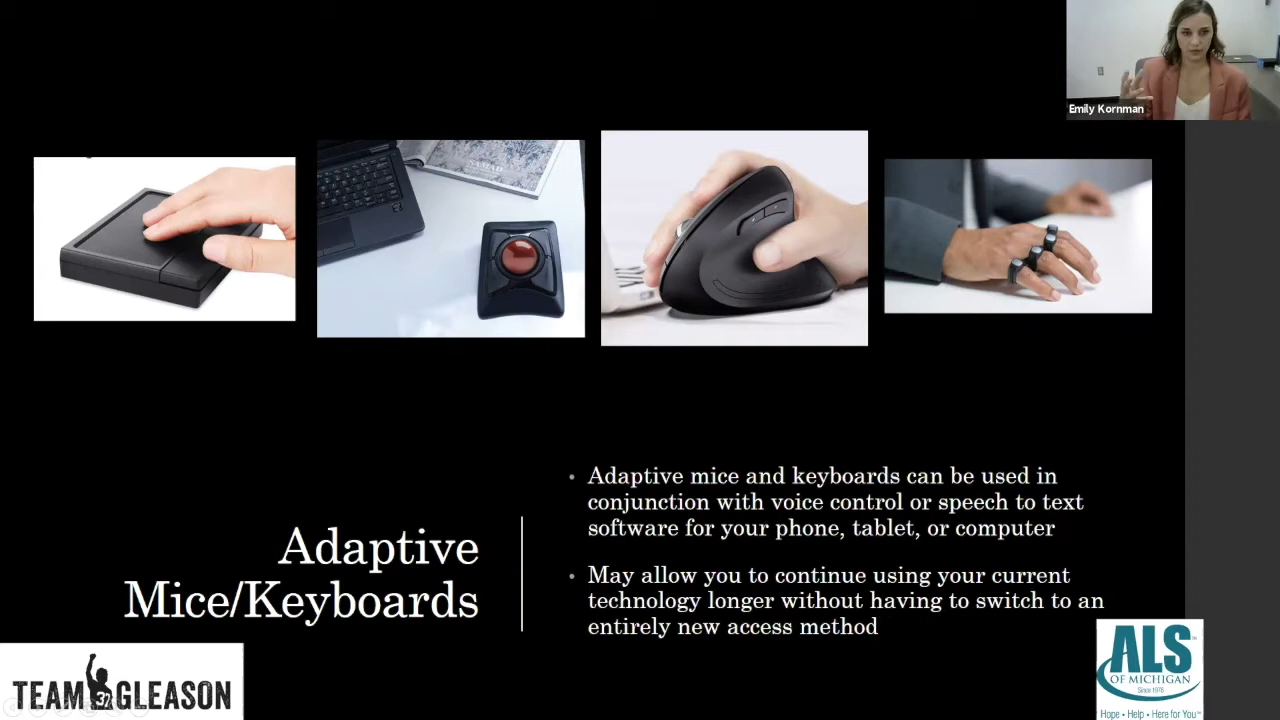 Emily Kornman
• Adaptive mice and keyboards can be used in
conjunction with voice control or speech to text
software for your phone, tablet, or computer
Adaptive
Mice/Keyboards
• May allow you to continue using your current
technology longer without having to switch to an
entirely new access method
TEAM GLEASON
37
ALS
OF MICHIGAN
Since 1976
Hope • Help • Here for You™